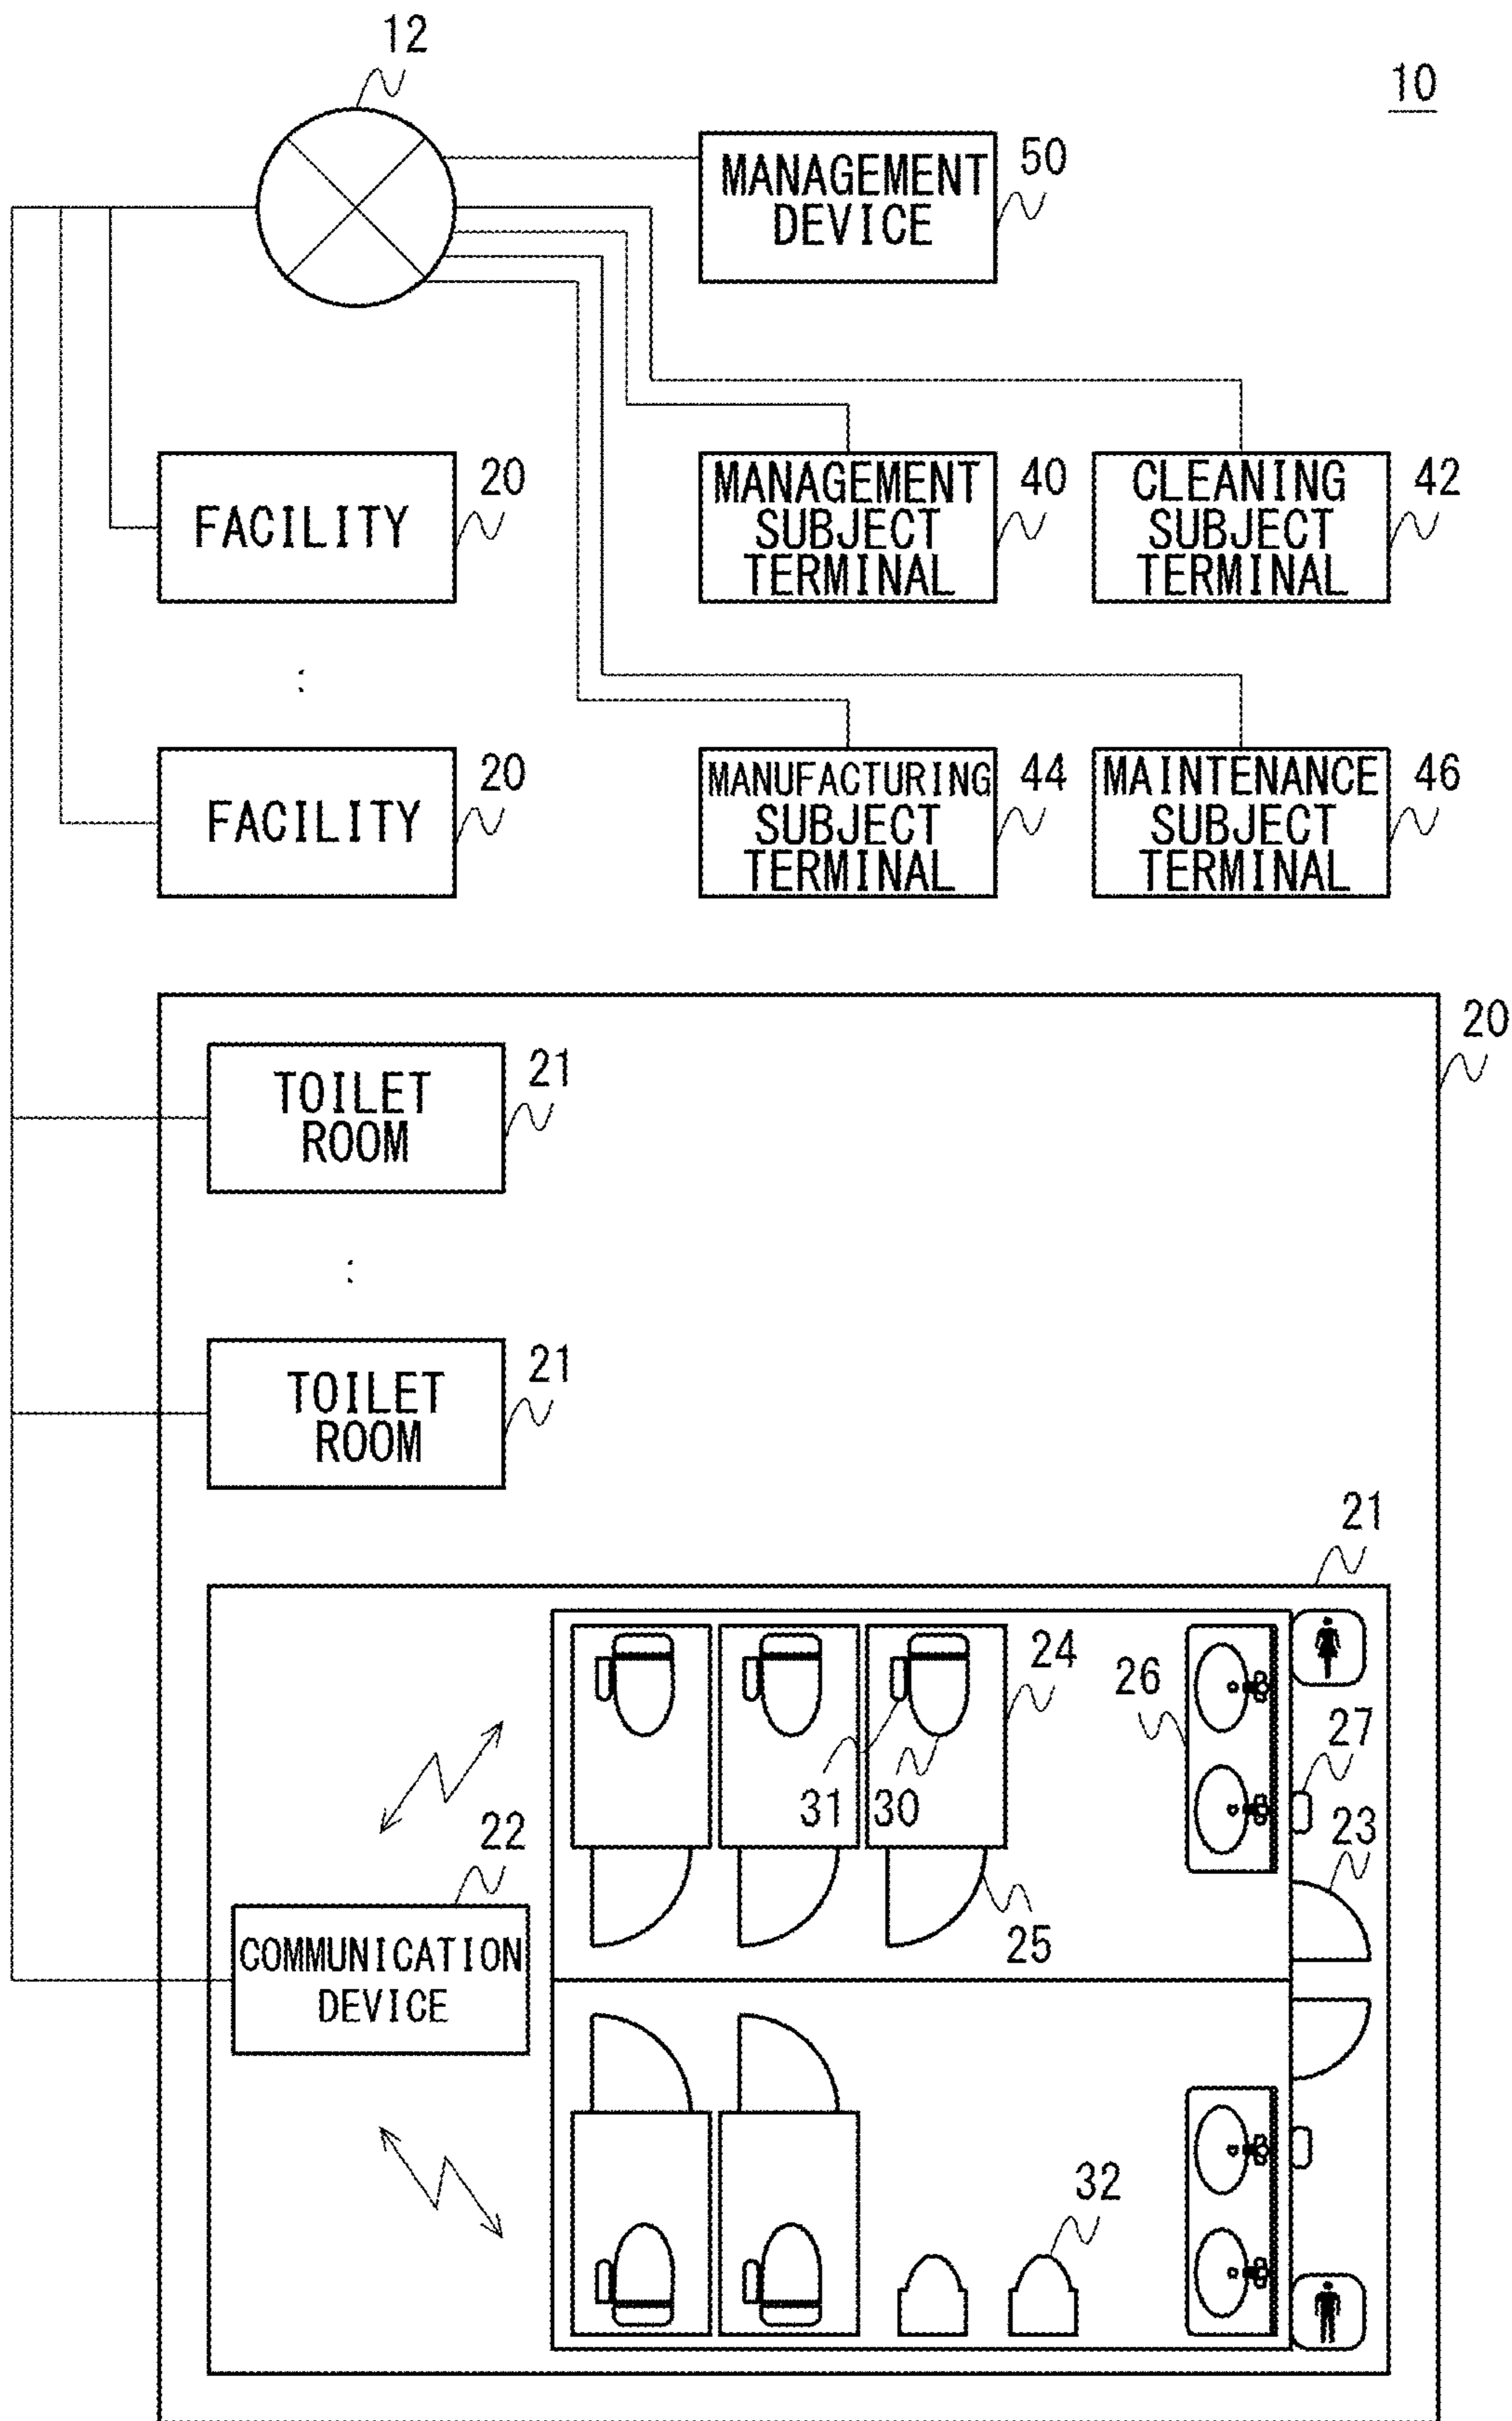 12
10
MANAGEMENT
DEVICE
50
FACILITY
20
MANAGEMENT
SUBJECT
TERMINAL
40
CLEANING
SUBJECT
TERMINAL
42
FACILITY
20
MANUFACTURING
SUBJECT
TERMINAL
44
MAINTENANCE
SUBJECT
TERMINAL
46
20
TOILET
ROOM
21
TOILET
ROOM
21
21
24
26
27
31
30
23
22
25
COMMUNICATION
DEVICE
32